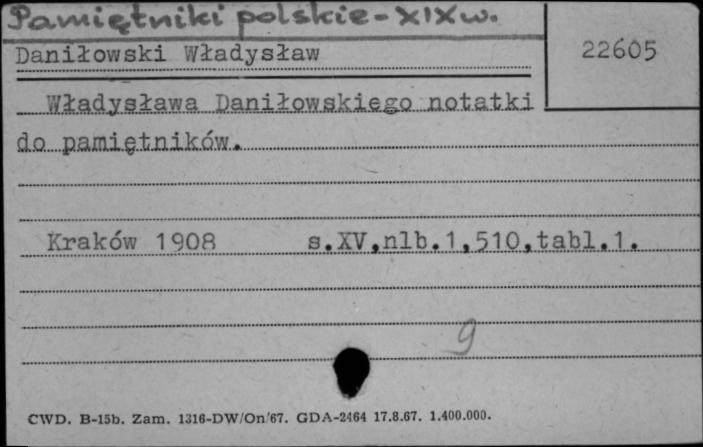 Pamiętniki polskie - XIX w.
Daniłowski Władysław
22605
Władysława Daniłowskiego notatki
do pamiętników.
Kraków 1908 s.XV,nlb.1,510,tabl.1.
9
CWD. B-15b. Zam. 1316-DW/On/67. GDA-2464 17.8.67. 1.400.000.